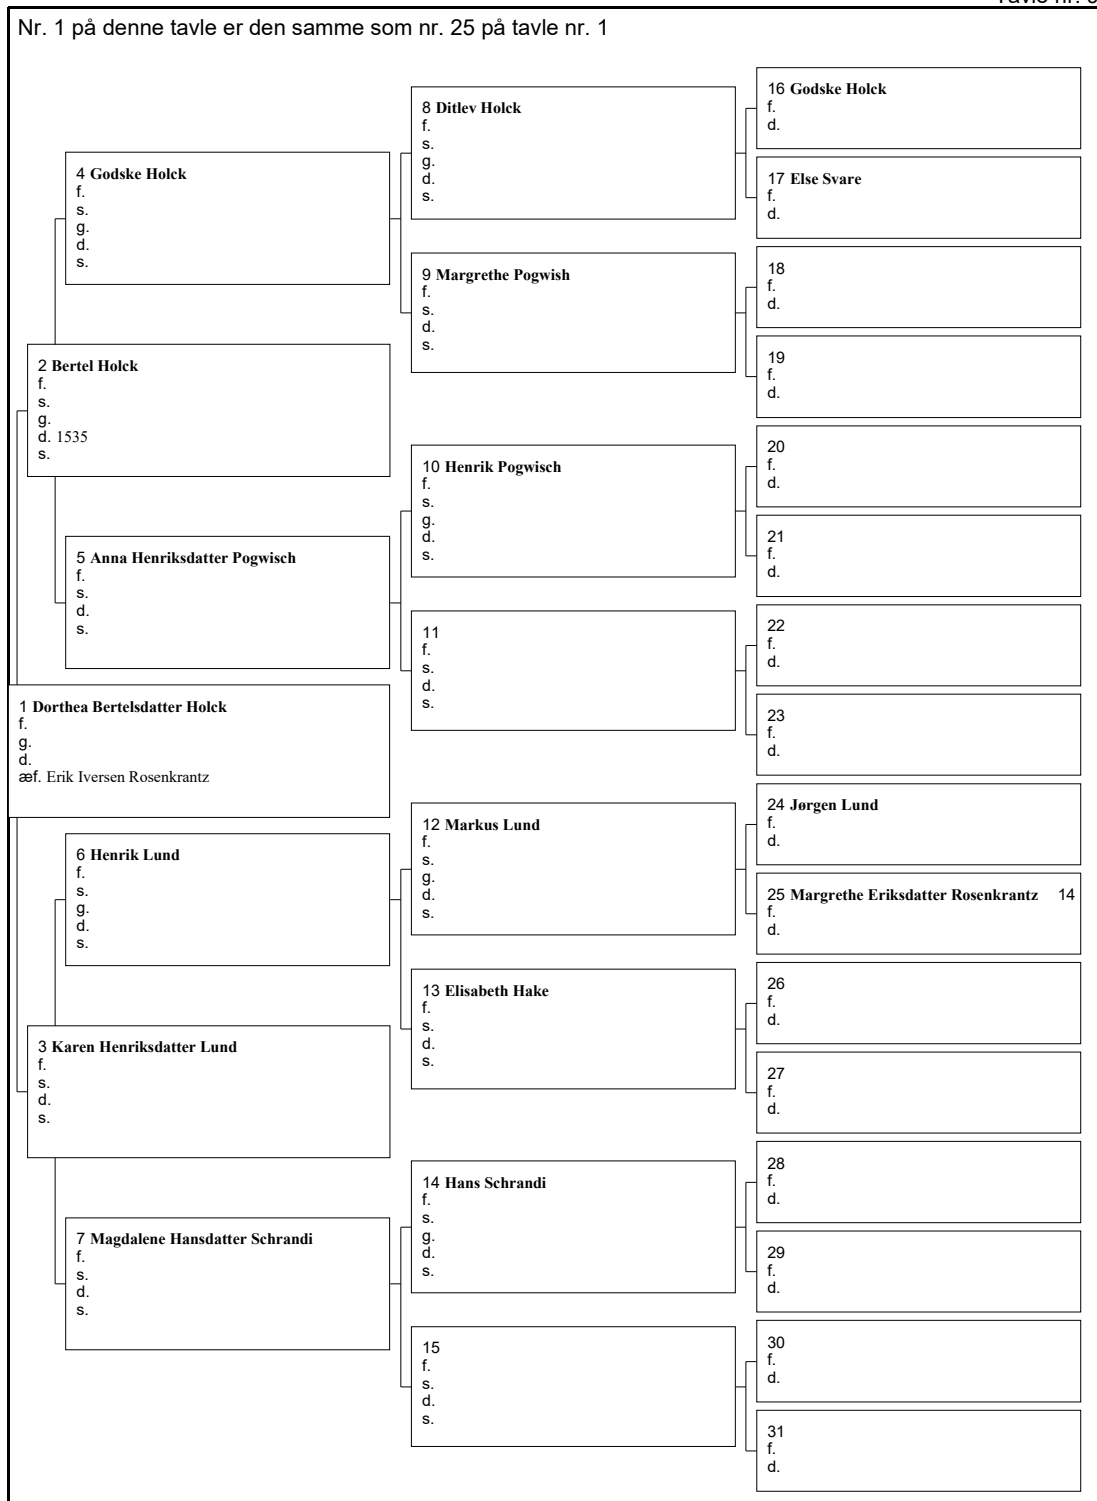 Nr. 1 på denne tavle er den samme som nr. 25 på tavle nr. 1
16 Godske Holck
f.
d.
8 Ditlev Holck
f.
s.
g.
d.
s.
17 Else Svare
f.
d.
4 Godske Holck
f.
s.
g.
d.
s.
18
f.
d.
9 Margrethe Pogwish
f.
s.
d.
s.
19
f.
d.
2 Bertel Holck
f.
s.
g.
d. 1535
s.
20
f.
d.
10 Henrik Pogwisch
f.
s.
g.
d.
s.
21
f.
d.
5 Anna Henriksdatter Pogwisch
f.
s.
d.
s.
22
f.
d.
11
f.
s.
d.
s.
23
f.
d.
1 Dorthea Bertelsdatter Holck
f.
g.
d.
æf. Erik Iversen Rosenkrantz
24 Jørgen Lund
f.
d.
12 Markus Lund
f.
s.
g.
d.
s.
25 Margrethe Eriksdatter Rosenkrantz 14
f.
d.
6 Henrik Lund
f.
s.
g.
d.
s.
26
f.
d.
13 Elisabeth Hake
f.
s.
d.
s.
27
f.
d.
3 Karen Henriksdatter Lund
f.
s.
d.
s.
28
f.
d.
14 Hans Schrandi
f.
s.
g.
d.
s.
29
f.
d.
7 Magdalene Hansdatter Schrandi
f.
s.
d.
s.
30
f.
d.
15
f.
s.
d.
s.
31
f.
d.